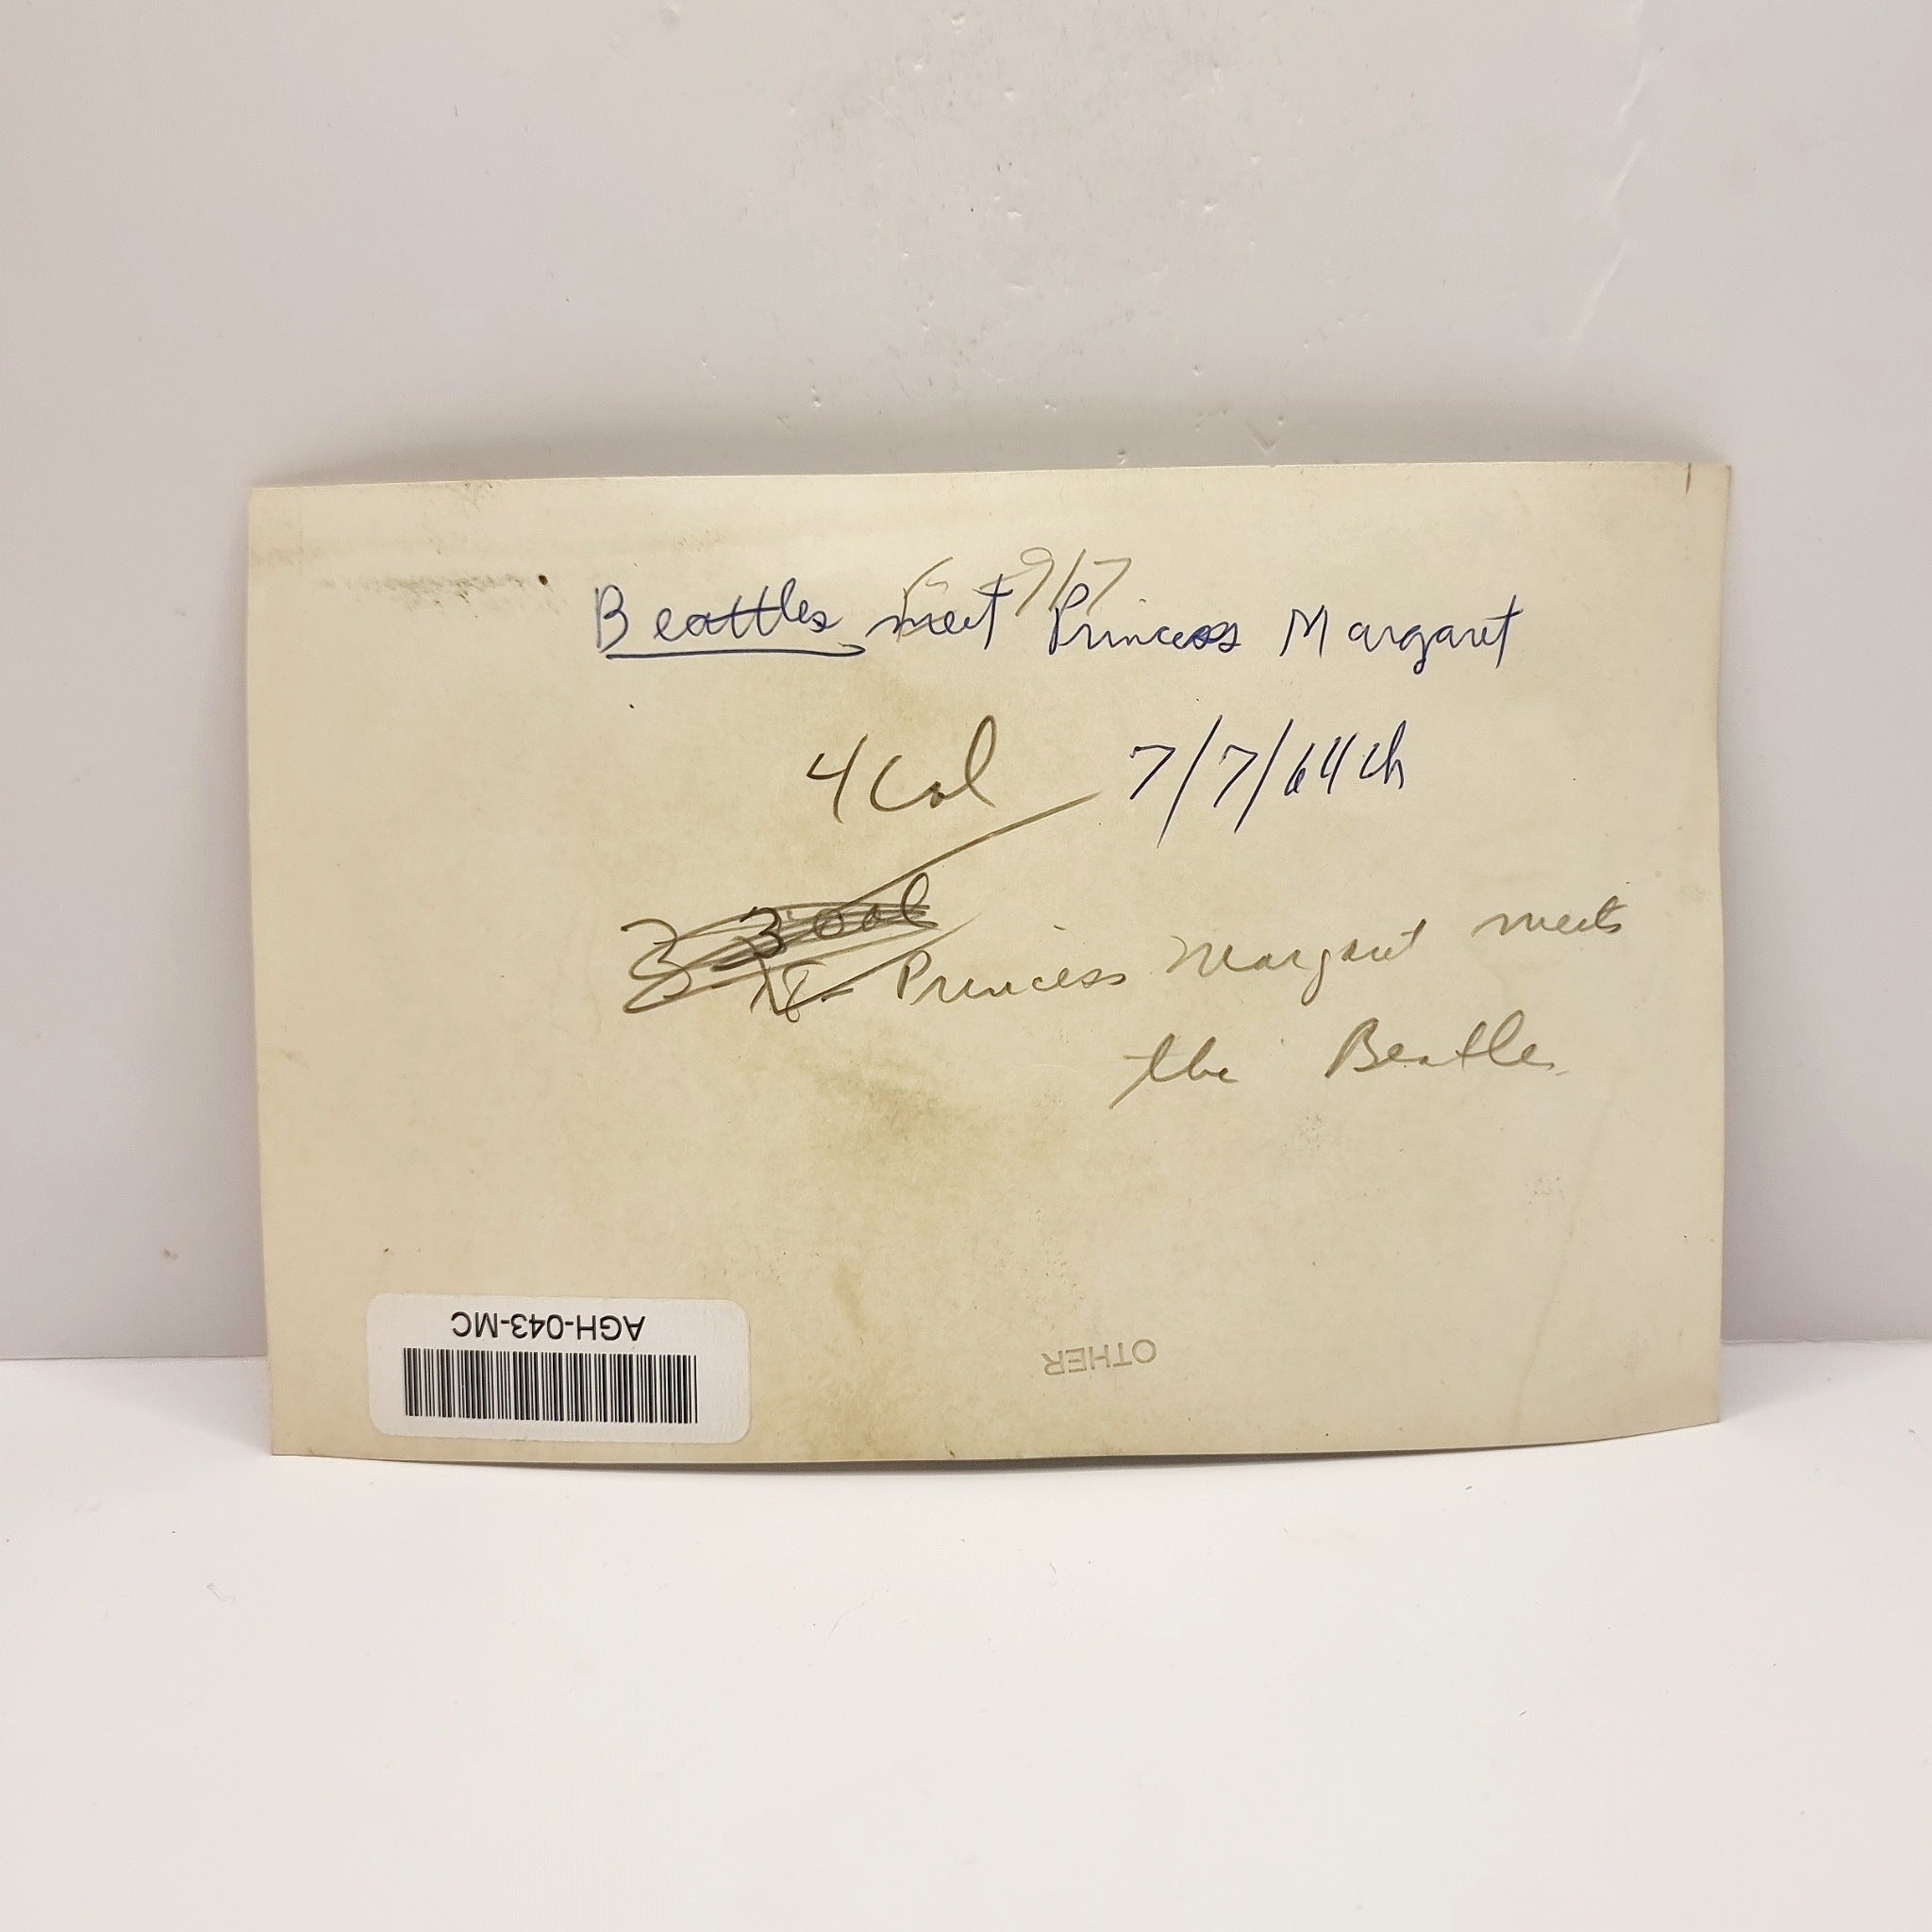 9/7
Beattles meet Princess Margaret
4 Col 7/7/64 ch
3 3 Col
Princess Margaret meets
the Beatles
OTHER
AGH-043-MC